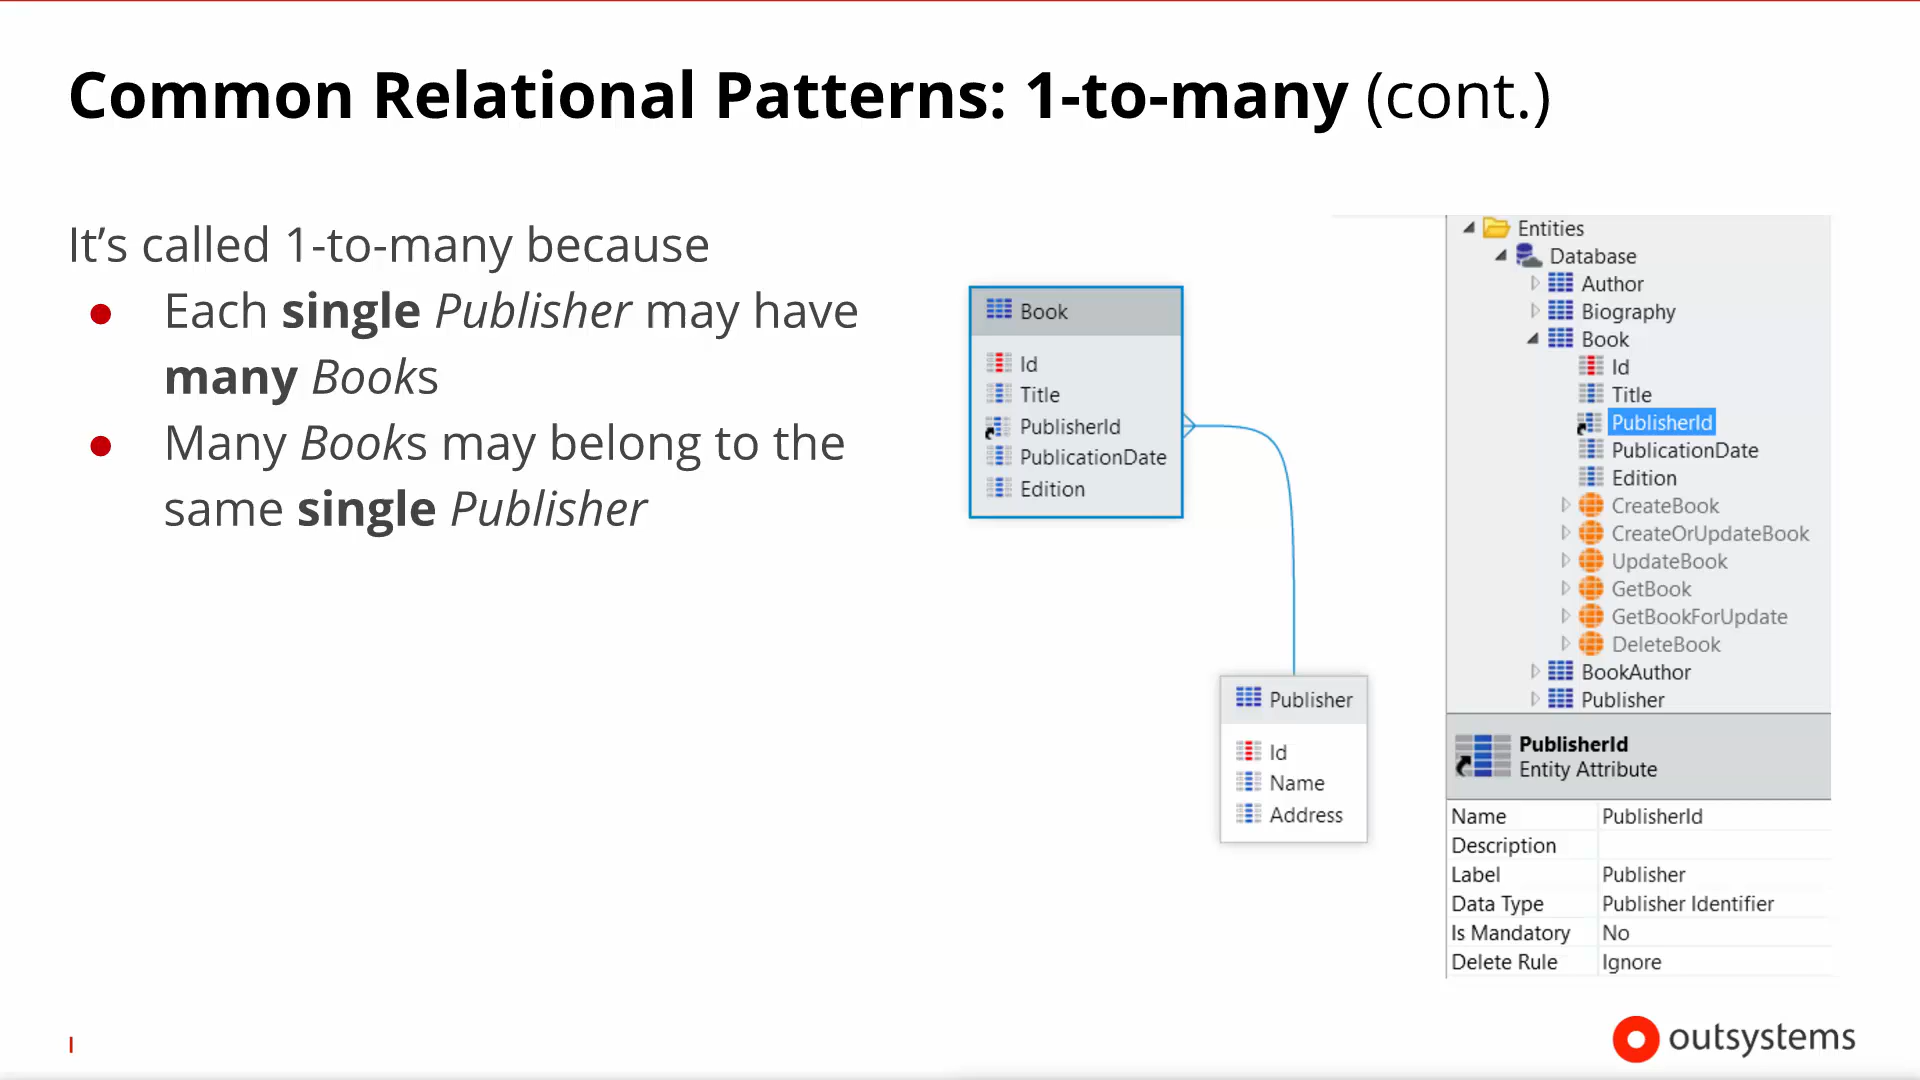 Common Relational Patterns: 1-to-many (cont.)
It’s called 1-to-many because
● Each single Publisher may have
many Books
● Many Books may belong to the
same single Publisher
Book
Id
Title
PublisherId
PublicationDate
Edition
Publisher
Id
Name
Address
Entities
Database
Author
Biography
Book
Id
Title
PublisherId
PublicationDate
Edition
CreateBook
CreateOrUpdateBook
UpdateBook
GetBook
GetBookForUpdate
DeleteBook
BookAuthor
Publisher
PublisherId
Entity Attribute
Name PublisherId
Description
Label Publisher
Data Type Publisher Identifier
Is Mandatory No
Delete Rule Ignore
I
outsystems